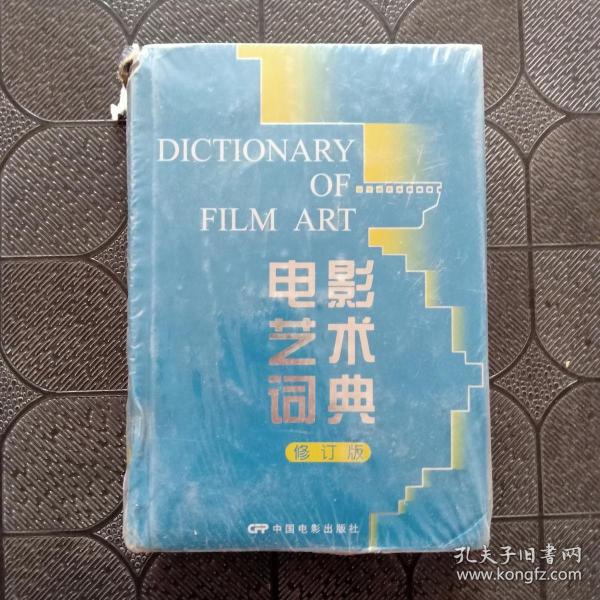 DICTIONARY
OF
FILM ART
电影
艺术
词典
修订版
CFP 中国电影出版社
孔夫子旧书网
www.kongfz.com